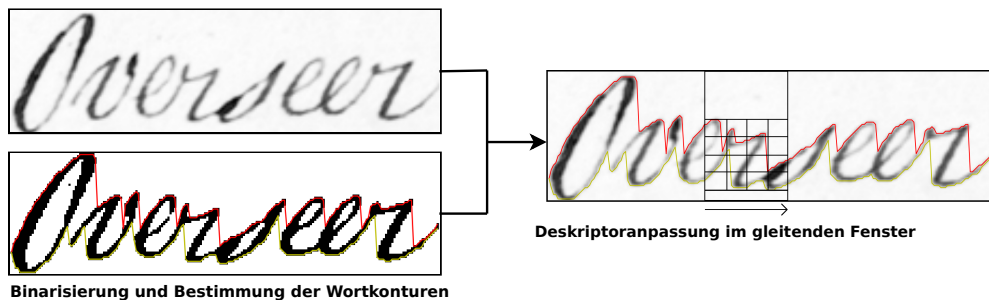 Overseer
Overseer
Binarisierung und Bestimmung der Wortkonturen
Overseer
Deskriptoranpassung im gleitenden Fenster